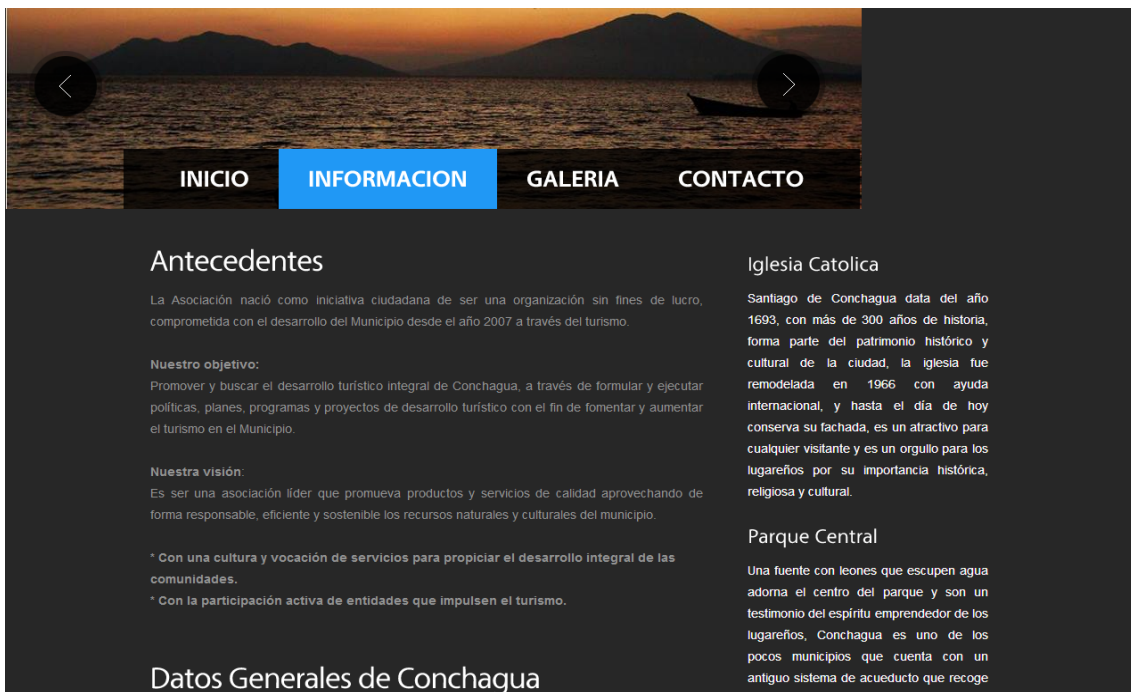 INICIO INFORMACION GALERIA CONTACTO
Antecedentes
La Asociación nació como iniciativa ciudadana de ser una organización sin fines de lucro,
comprometida con el desarrollo del Municipio desde el año 2007 a través del turismo.
Nuestro objetivo:
Promover y buscar el desarrollo turístico integral de Conchagua, a través de formular y ejecutar
políticas, planes, programas y proyectos de desarrollo turístico con el fin de fomentar y aumentar
el turismo en el Municipio.
Nuestra visión:
Es ser una asociación líder que promueva productos y servicios de calidad aprovechando de
forma responsable, eficiente y sostenible los recursos naturales y culturales del municipio.
* Con una cultura y vocación de servicios para propiciar el desarrollo integral de las
comunidades.
* Con la participación activa de entidades que impulsen el turismo.
Datos Generales de Conchagua
Iglesia Catolica
Santiago de Conchagua data del año
1693, con más de 300 años de historia,
forma parte del patrimonio histórico y
cultural de la ciudad, la iglesia fue
remodelada en 1966 con ayuda
internacional, y hasta el día de hoy
conserva su fachada, es un atractivo para
cualquier visitante y es un orgullo para los
lugareños por su importancia histórica,
religiosa y cultural.
Parque Central
Una fuente con leones que escupen agua
adorna el centro del parque y son un
testimonio del espíritu emprendedor de los
lugareños, Conchagua es uno de los
pocos municipios que cuenta con un
antiguo sistema de acueducto que recoge